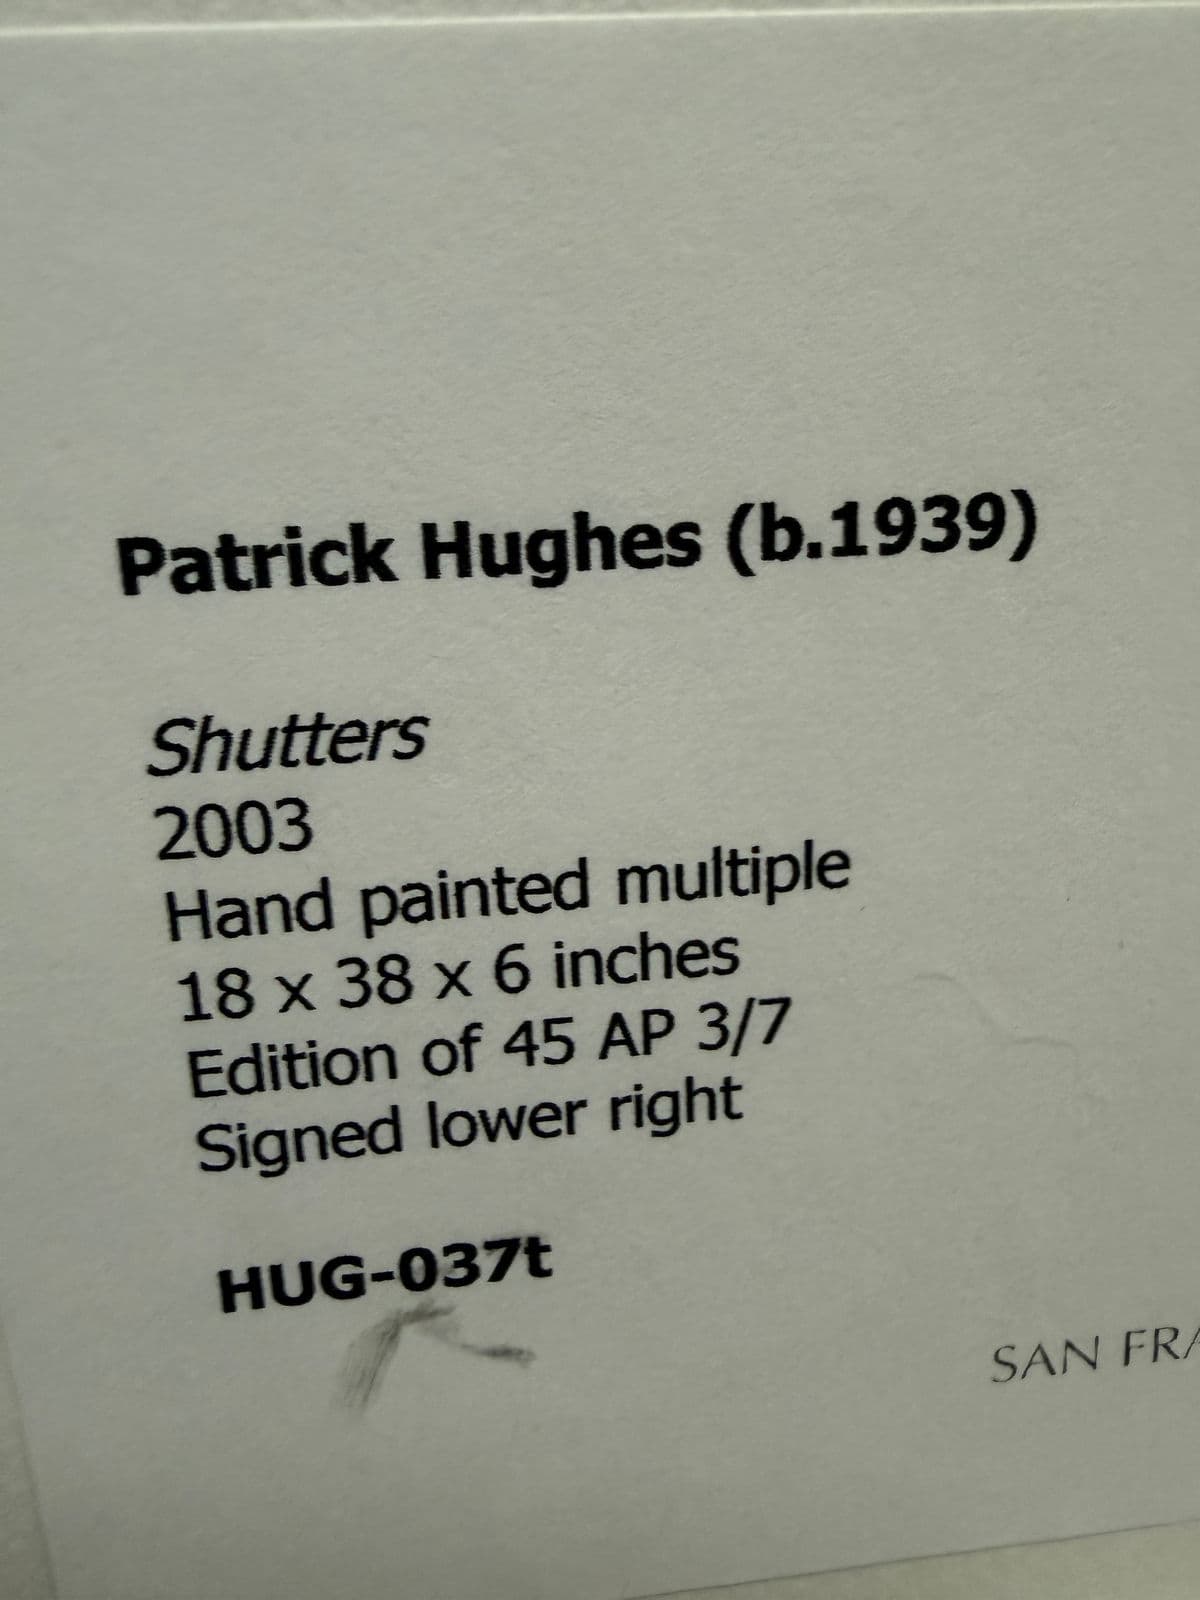 Patrick Hughes (b.1939)
Shutters
2003
Hand painted multiple
18 x 38 x 6 inches
Edition of 45 AP 3/7
Signed lower right
HUG-037t
SAN FRA